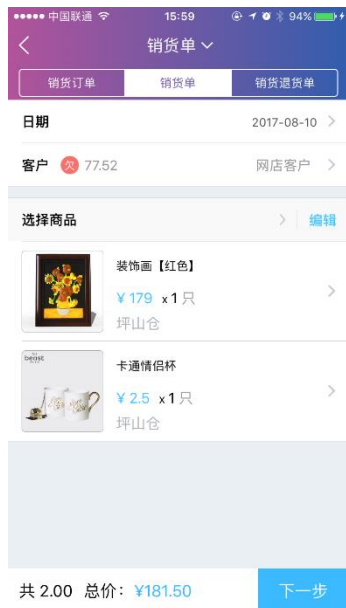 中国联通 15:59 94%
销货单
销货订单 销货单 销货退货单
日期 2017-08-10
客户 欠 77.52 网店客户
选择商品 编辑
装饰画【红色】
¥ 179 x 1 只
坪山仓
beast
卡通情侣杯
¥ 2.5 x 1 只
坪山仓
共 2.00 总价： ¥181.50 下一步